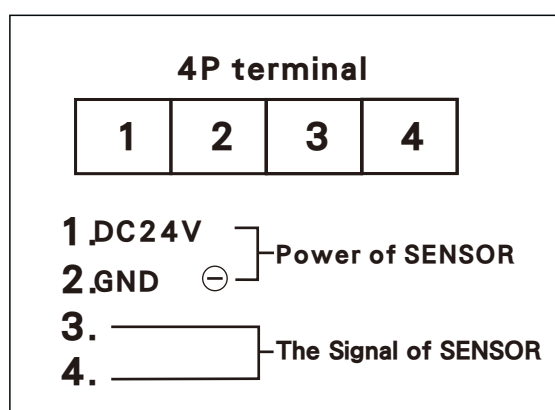 4P terminal
1 2 3 4
1.DC24V
Power of SENSOR
2.GND ⊖
3.
The Signal of SENSOR
4.